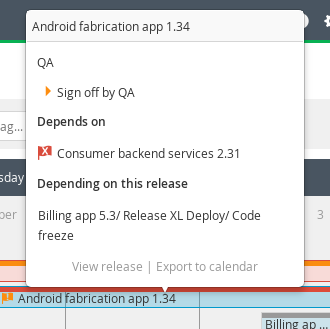 Android fabrication app 1.34
QA
Sign off by QA
ag...
Depends on
Consumer backend services 2.31
sday
Depending on this release
ber
Billing app 5.3/ Release XL Deploy/ Code
3
freeze
View release | Export to calendar
Android fabrication app 1.34
Billing ap ...